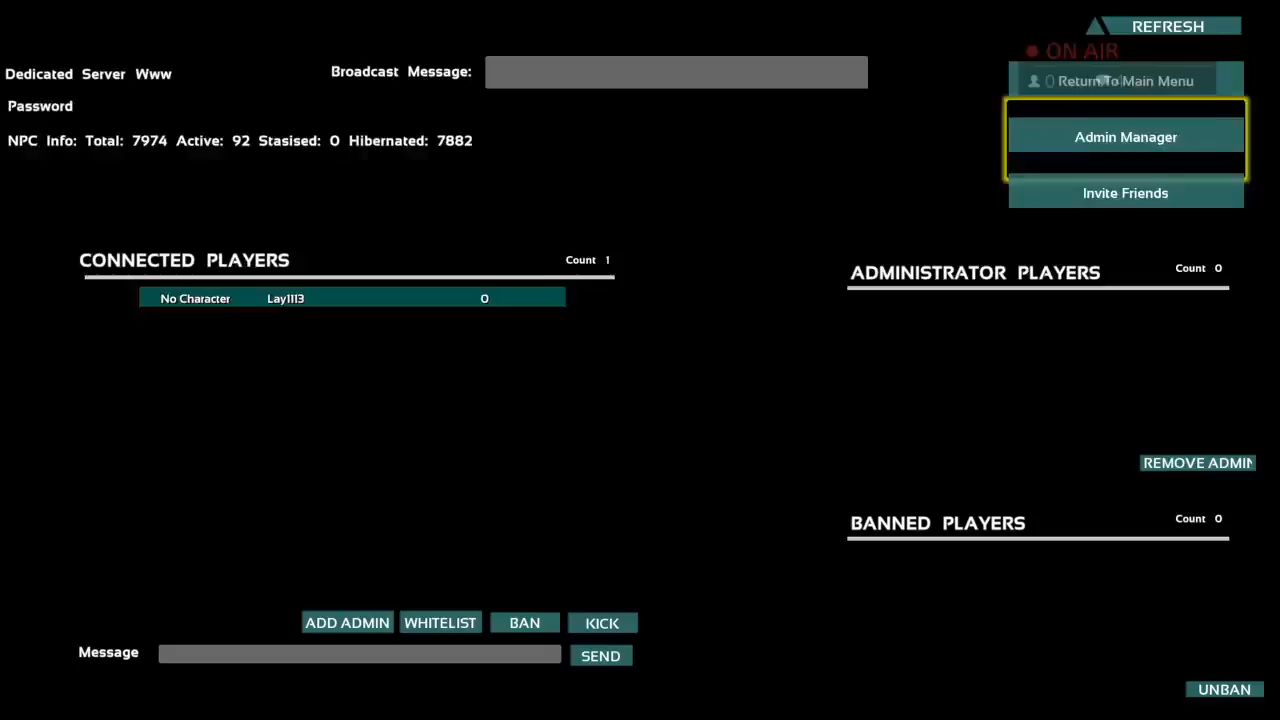 REFRESH
ON AIR
Dedicated Server Www
Broadcast Message:
0 Return To Main Menu
Password
Admin Manager
NPC Info: Total: 7974 Active: 92 Stasised: 0 Hibernated: 7882
Invite Friends
CONNECTED PLAYERS
Count 1
ADMINISTRATOR PLAYERS
Count 0
No Character Lay1113 0
REMOVE ADMIN
BANNED PLAYERS
Count 0
ADD ADMIN WHITELIST BAN KICK
Message
SEND
UNBAN